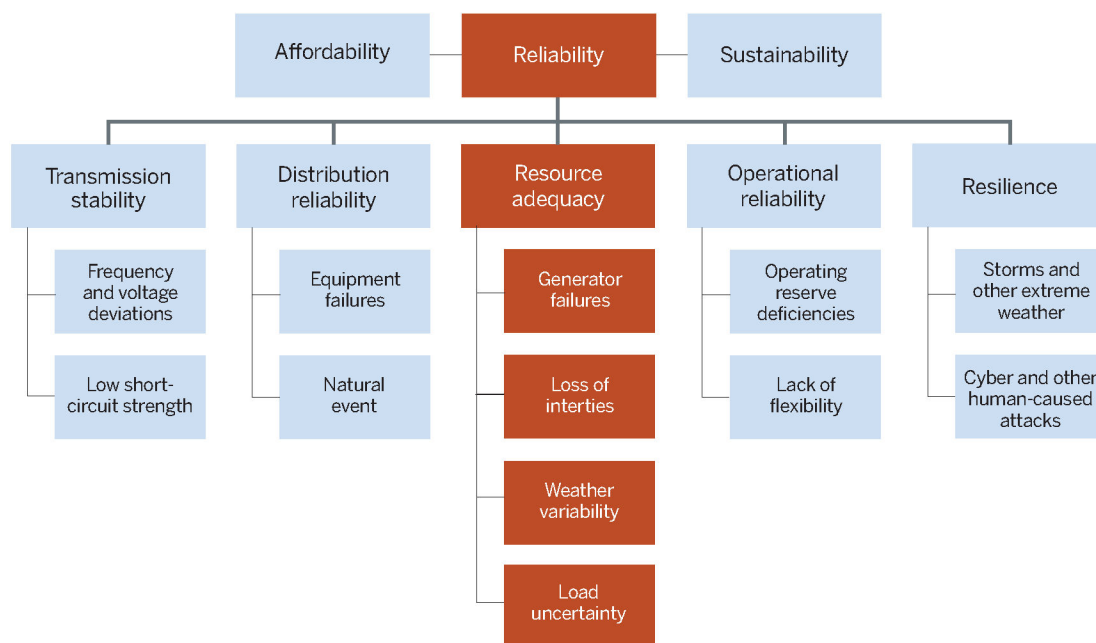 Affordability
Reliability
Sustainability
Transmission
stability
Distribution
reliability
Resource
adequacy
Operational
reliability
Resilience
Frequency
and voltage
deviations
Low short-
circuit strength
Equipment
failures
Natural
event
Generator
failures
Loss of
interties
Weather
variability
Load
uncertainty
Operating
reserve
deficiencies
Lack of
flexibility
Storms and
other extreme
weather
Cyber and other
human-caused
attacks